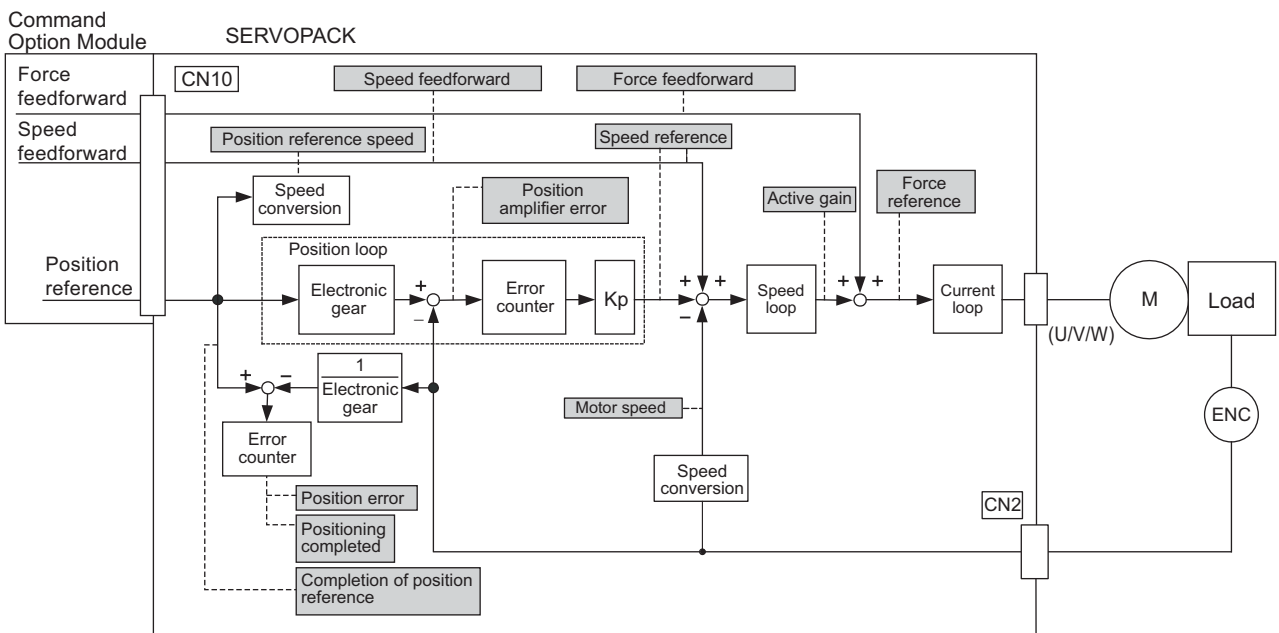 Command
Option Module
SERVOPACK
Force
feedforward
CN10
Speed feedforward
Force feedforward
Speed
feedforward
Position reference speed
Speed reference
Speed
conversion
Position
amplifier error
Active gain
Force
reference
Position loop
Position
reference
Electronic
gear
+
−
Error
counter
Kp
+
+
−
Speed
loop
+
+
Current
loop
(U/V/W)
M
Load
+
−
1
Electronic
gear
Motor speed
ENC
Error
counter
Speed
conversion
Position error
CN2
Positioning
completed
Completion of position
reference